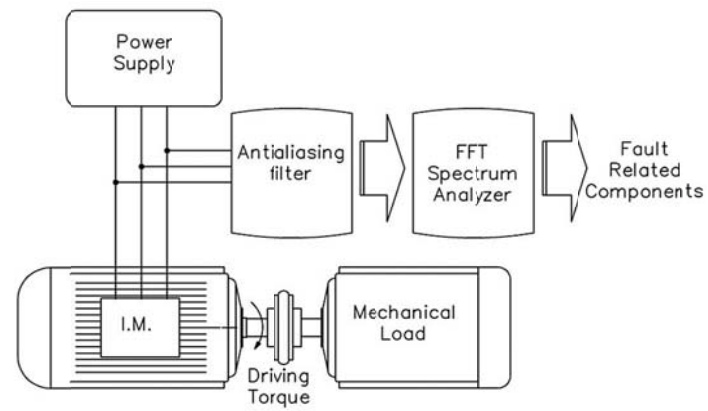 Power
Supply
Antialiasing
filter
FFT
Spectrum
Analyzer
Fault
Related
Components
I.M.
Mechanical
Load
Driving
Torque